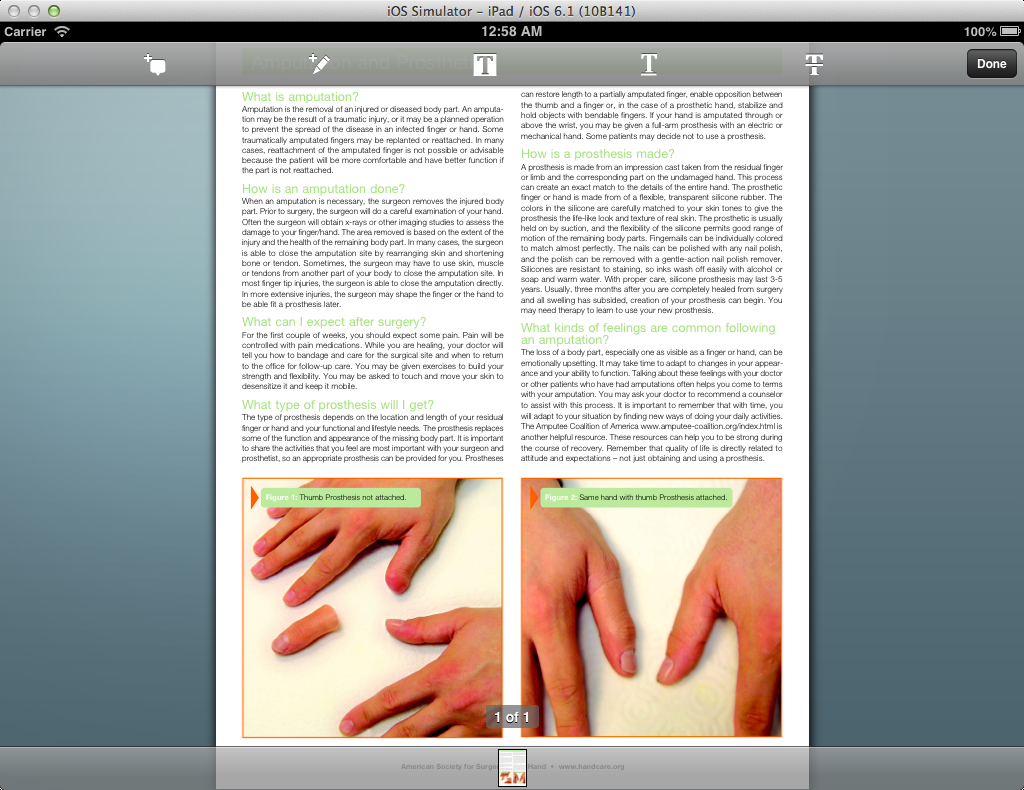 iOS Simulator – iPad / iOS 6.1 (10B141)
Carrier
12:58 AM
100%
T
T
T
Done
Amputation and Prosthe
What is amputation?
Amputation is the removal of an injured or diseased body part. An amputa-
tion may be the result of a traumatic injury, or it may be a planned operation
to prevent the spread of the disease in an infected finger or hand. Some
traumatically amputated fingers may be replanted or reattached. In many
cases, reattachment of the amputated finger is not possible or advisable
because the patient will be more comfortable and have better function if
the part is not reattached.
How is an amputation done?
When an amputation is necessary, the surgeon removes the injured body
part. Prior to surgery, the surgeon will do a careful examination of your hand.
Often the surgeon will obtain x-rays or other imaging studies to assess the
damage to your finger/hand. The area removed is based on the extent of the
injury and the health of the remaining body part. In many cases, the surgeon
is able to close the amputation site by rearranging skin and shortening
bone or tendon. Sometimes, the surgeon may have to use skin, muscle
or tendons from another part of your body to close the amputation site. In
most finger tip injuries, the surgeon is able to close the amputation directly.
In more extensive injuries, the surgeon may shape the finger or the hand to
be able fit a prosthesis later.
What can I expect after surgery?
For the first couple of weeks, you should expect some pain. Pain will be
controlled with pain medications. While you are healing, your doctor will
tell you how to bandage and care for the surgical site and when to return
to the office for follow-up care. You may be given exercises to build your
strength and flexibility. You may be asked to touch and move your skin to
desensitize it and keep it mobile.
What type of prosthesis will I get?
The type of prosthesis depends on the location and length of your residual
finger or hand and your functional and lifestyle needs. The prosthesis replaces
some of the function and appearance of the missing body part. It is important
to share the activities that you feel are most important with your surgeon and
prosthetist, so an appropriate prosthesis can be provided for you. Prostheses
can restore length to a partially amputated finger, enable opposition between
the thumb and a finger or, in the case of a prosthetic hand, stabilize and
hold objects with bendable fingers. If your hand is amputated through or
above the wrist, you may be given a full-arm prosthesis with an electric or
mechanical hand. Some patients may decide not to use a prosthesis.
How is a prosthesis made?
A prosthesis is made from an impression cast taken from the residual finger
or limb and the corresponding part on the undamaged hand. This process
can create an exact match to the details of the entire hand. The prosthetic
finger or hand is made from of a flexible, transparent silicone rubber. The
colors in the silicone are carefully matched to your skin tones to give the
prosthesis the life-like look and texture of real skin. The prosthetic is usually
held on by suction, and the flexibility of the silicone permits good range of
motion of the remaining body parts. Fingernails can be individually colored
to match almost perfectly. The nails can be polished with any nail polish,
and the polish can be removed with a gentle-action nail polish remover.
Silicones are resistant to staining, so inks wash off easily with alcohol or
soap and warm water. With proper care, silicone prosthesis may last 3-5
years. Usually, three months after you are completely healed from surgery
and all swelling has subsided, creation of your prosthesis can begin. You
may need therapy to learn to use your new prosthesis.
What kinds of feelings are common following
an amputation?
The loss of a body part, especially one as visible as a finger or hand, can be
emotionally upsetting. It may take time to adapt to changes in your appear-
ance and your ability to function. Talking about these feelings with your doctor
or other patients who have had amputations often helps you come to terms
with your amputation. You may ask your doctor to recommend a counselor
to assist with this process. It is important to remember that with time, you
will adapt to your situation by finding new ways of doing your daily activities.
The Amputee Coalition of America www.amputee-coalition.org/index.html is
another helpful resource. These resources can help you to be strong during
the course of recovery. Remember that quality of life is directly related to
attitude and expectations – not just obtaining and using a prosthesis.
Figure 1: Thumb Prosthesis not attached.
Figure 2: Same hand with thumb Prosthesis attached.
1 of 1
American Society for Surge Hand • www.handcare.org